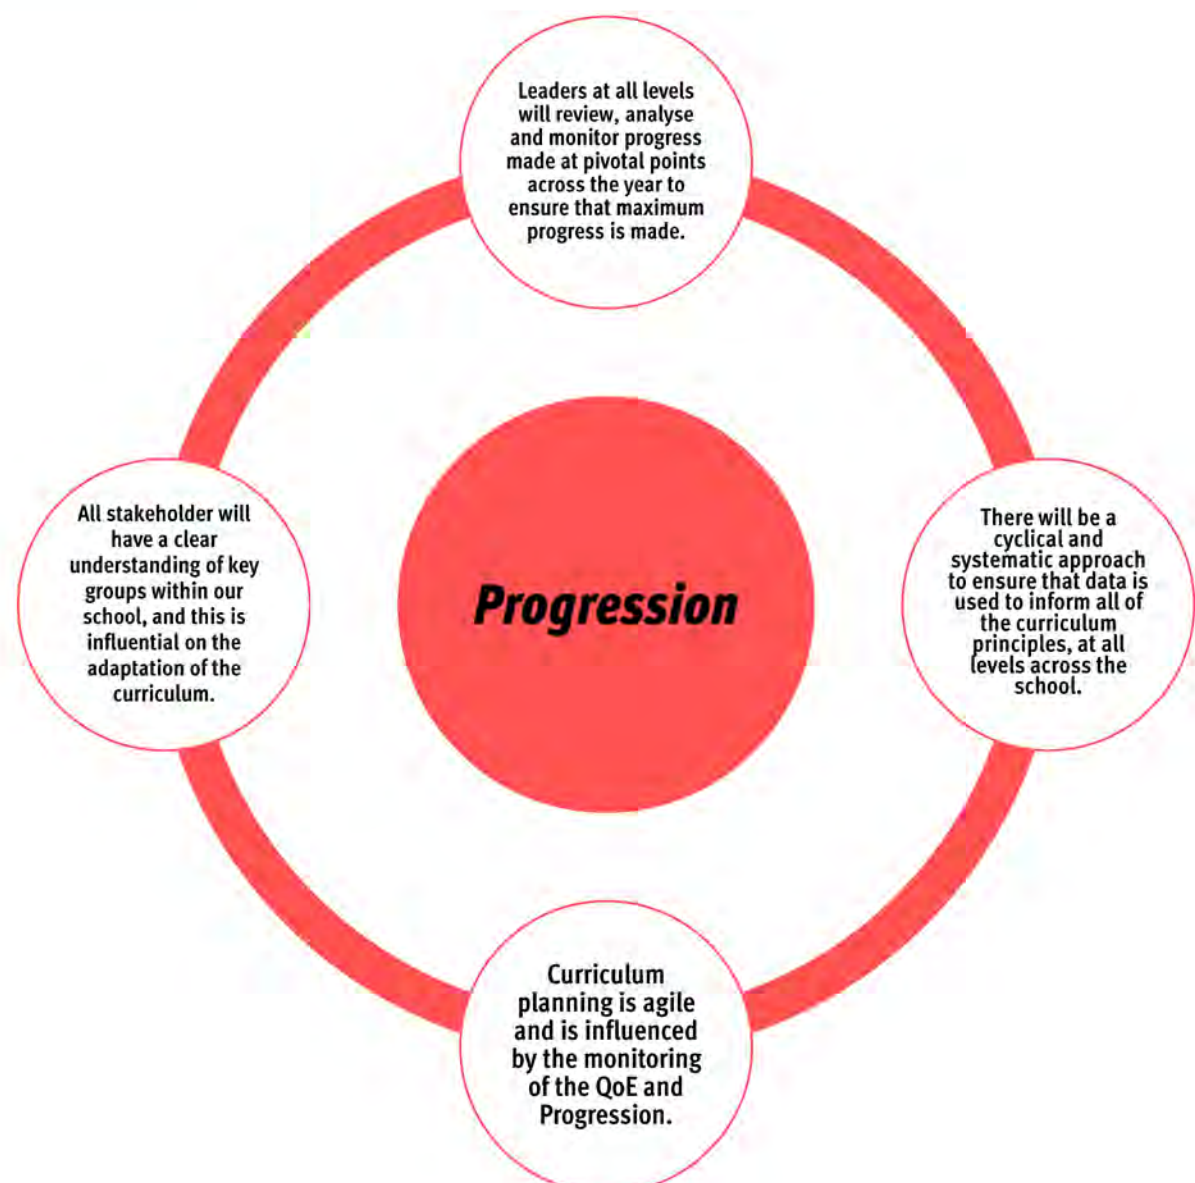 Leaders at all levels
will review, analyse
and monitor progress
made at pivotal points
across the year to
ensure that maximum
progress is made.
All stakeholder will
have a clear
understanding of key
groups within our
school, and this is
influential on the
adaptation of the
curriculum.
Progression
There will be a
cyclical and
systematic approach
to ensure that data is
used to inform all of
the curriculum
principles, at all
levels across the
school.
Curriculum
planning is agile
and is influenced
by the monitoring
of the QoE and
Progression.